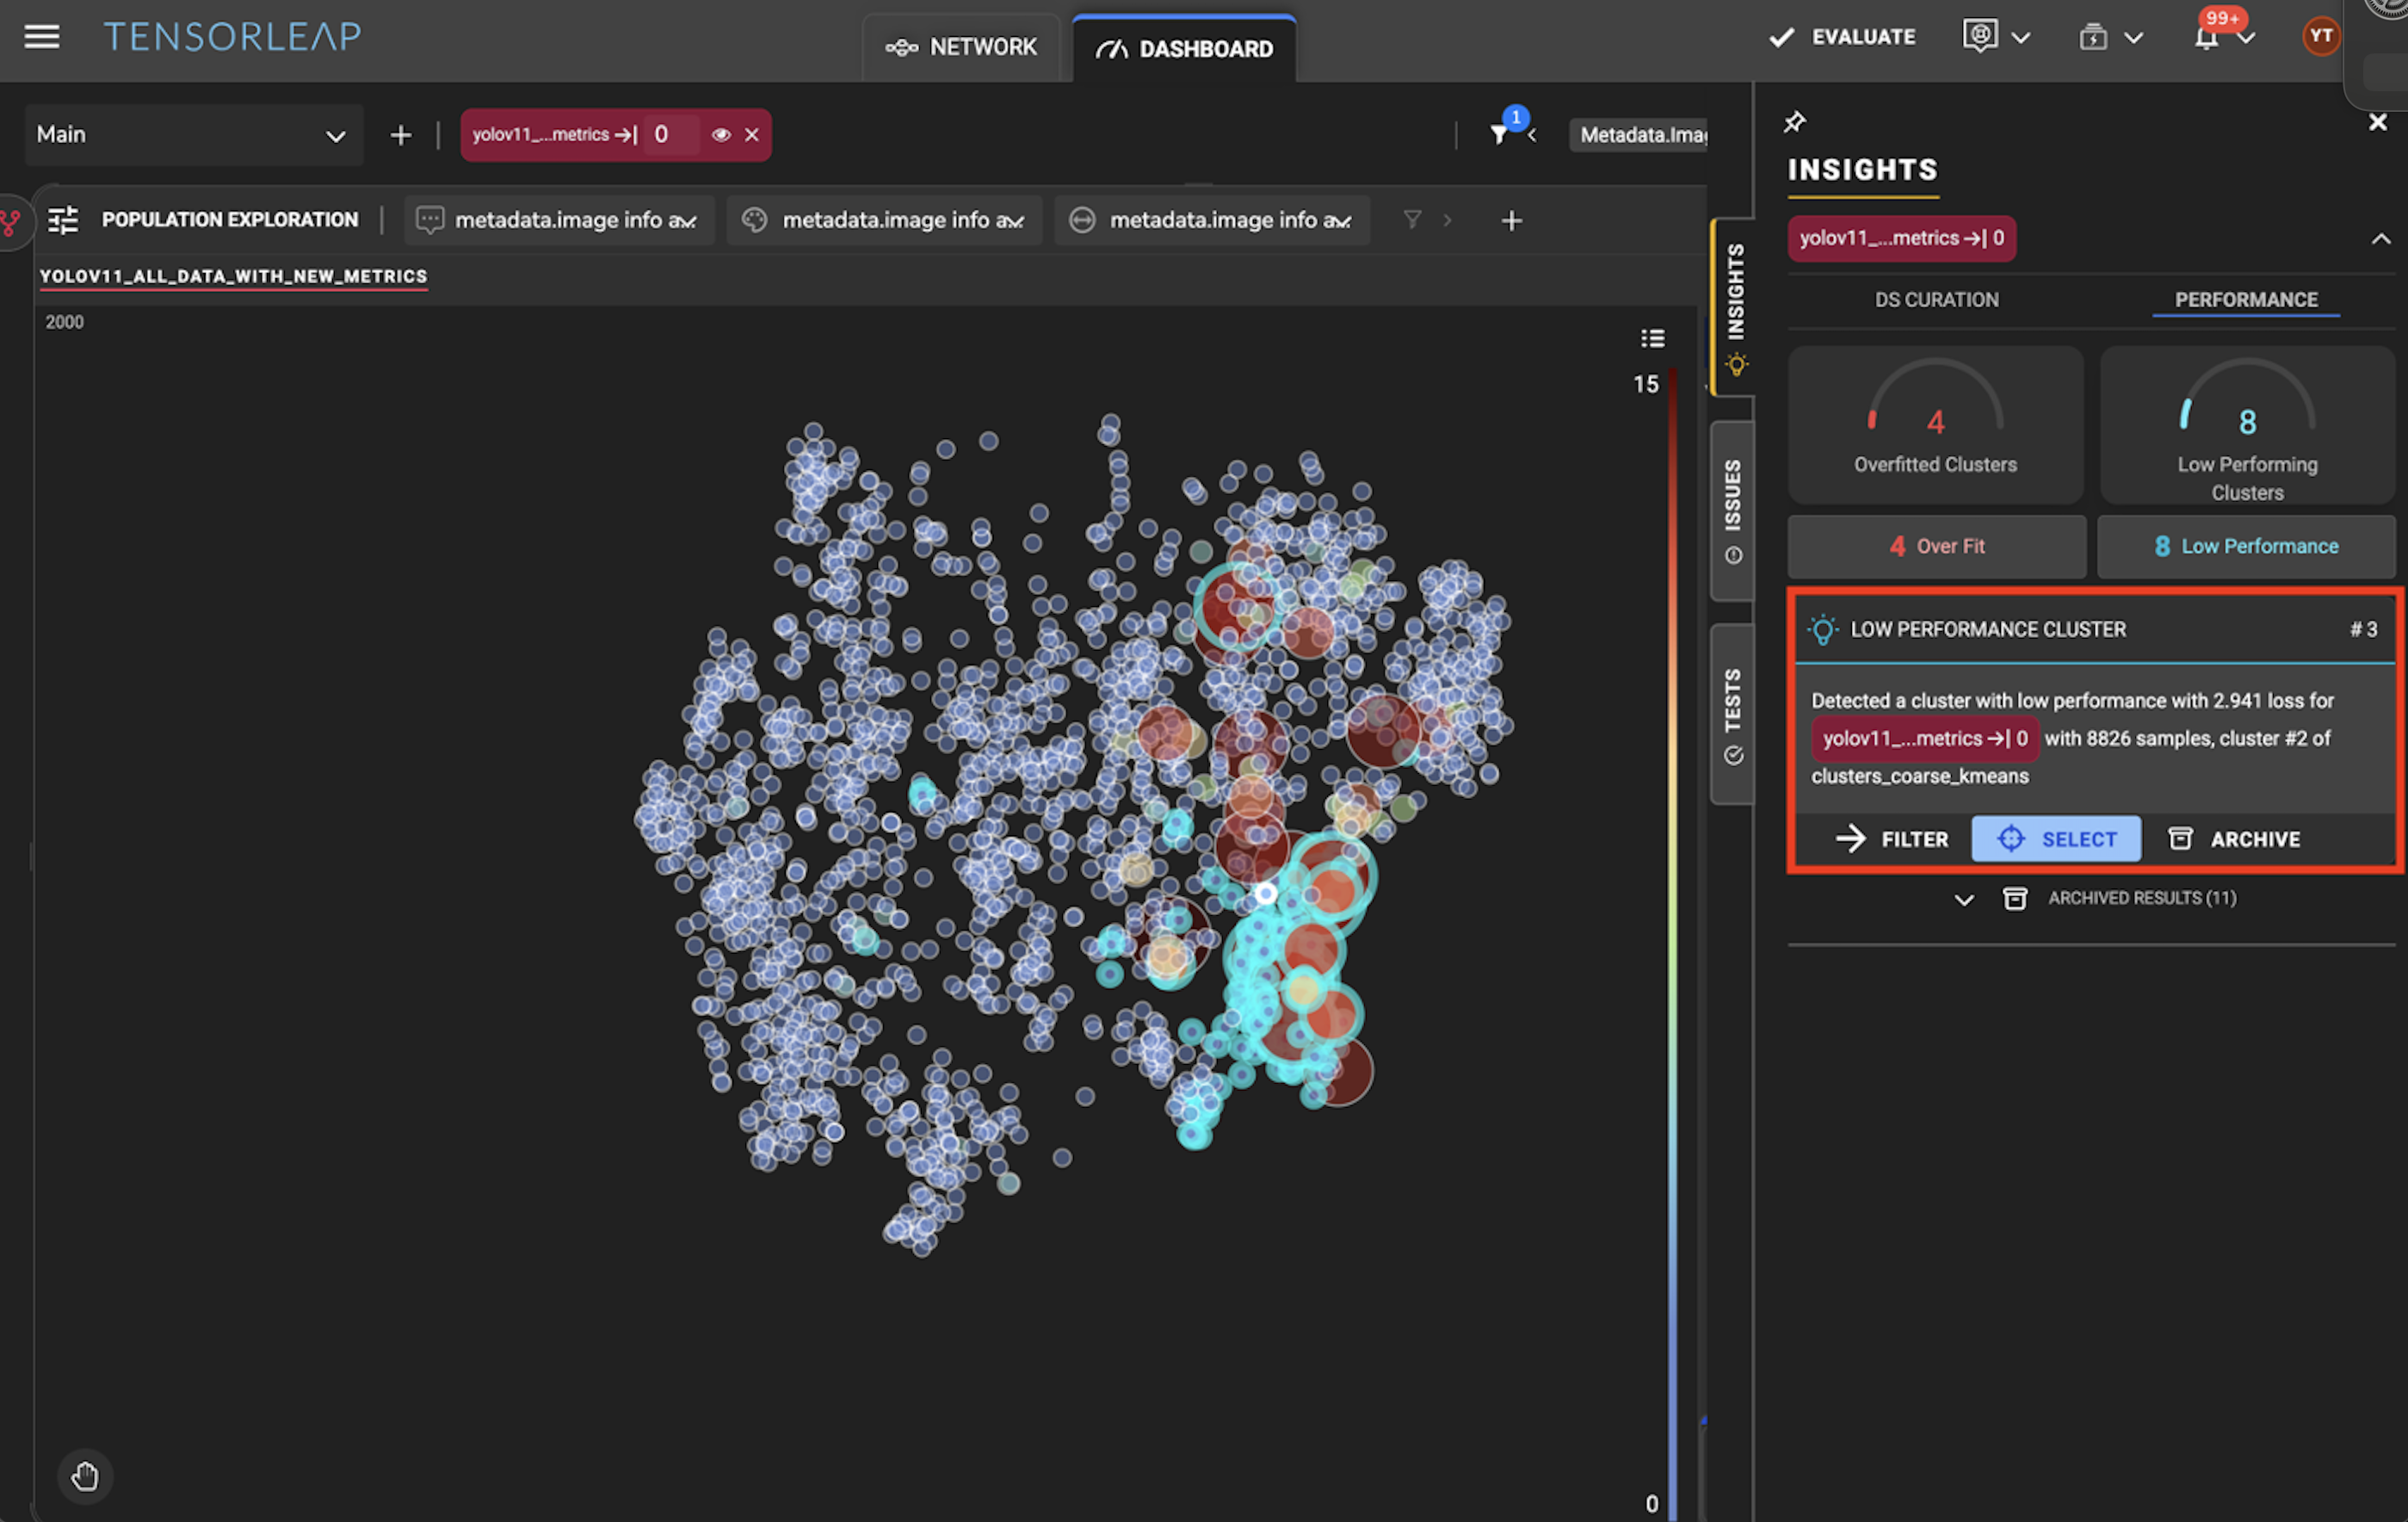 TENSORLEAP
NETWORK
DASHBOARD
EVALUATE
99+
YT
Main
yolov11_...metrics →| 0
1
Metadata.Imag
POPULATION EXPLORATION
metadata.image info a
metadata.image info a
metadata.image info a
YOLOV11_ALL_DATA_WITH_NEW_METRICS
2000
15
0
INSIGHTS
ISSUES
TESTS
INSIGHTS
yolov11_...metrics →| 0
DS CURATION
PERFORMANCE
4
Overfitted Clusters
8
Low Performing
Clusters
4 Over Fit
8 Low Performance
LOW PERFORMANCE CLUSTER
# 3
Detected a cluster with low performance with 2.941 loss for
yolov11_...metrics →| 0 with 8826 samples, cluster #2 of
clusters_coarse_kmeans
FILTER
SELECT
ARCHIVE
ARCHIVED RESULTS (11)